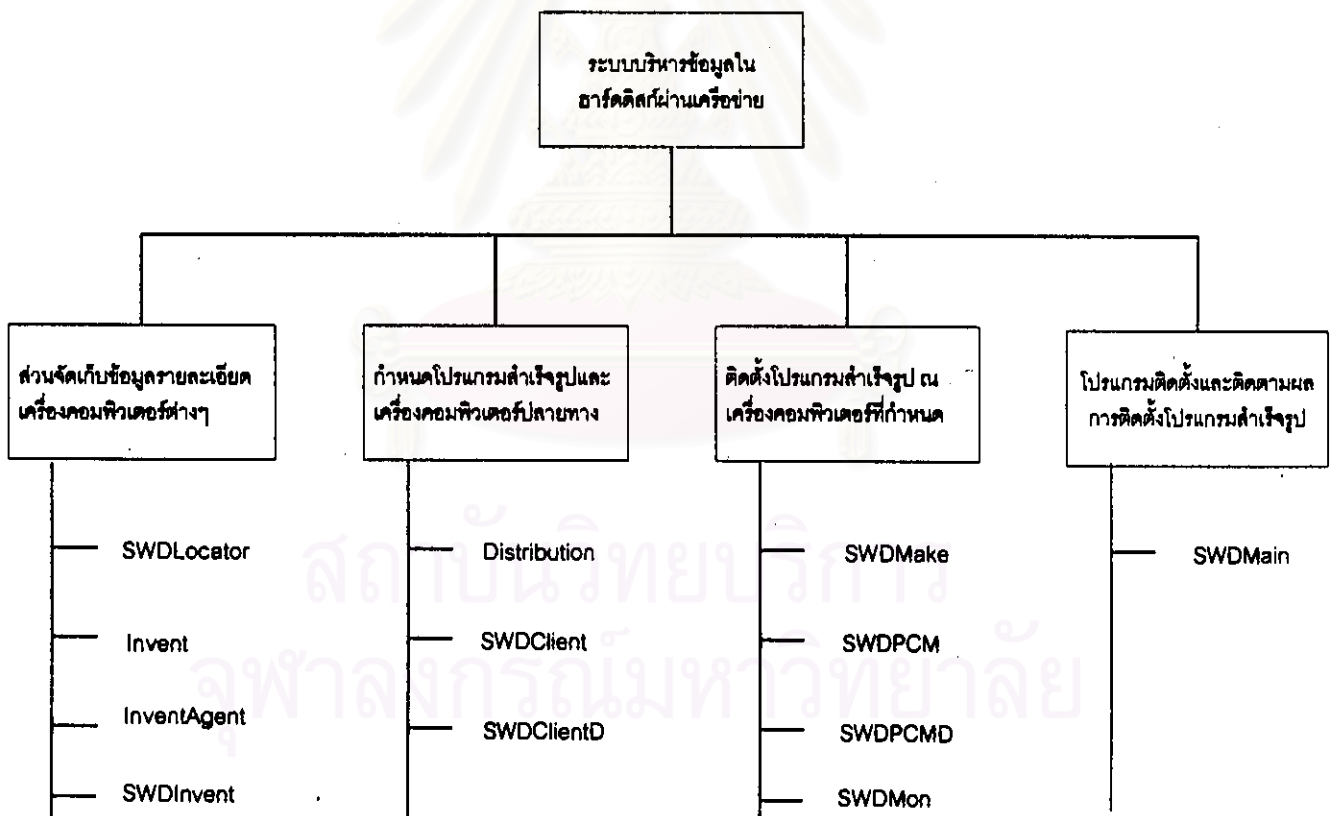 ระบบบริหารข้อมูลใน
ฮาร์ดดิสก์ผ่านเครือข่าย
ส่วนจัดเก็บข้อมูลรายละเอียด
เครื่องคอมพิวเตอร์ต่างๆ
กำหนดโปรแกรมสำเร็จรูปและ
เครื่องคอมพิวเตอร์ปลายทาง
ติดตั้งโปรแกรมสำเร็จรูป ณ
เครื่องคอมพิวเตอร์ที่กำหนด
โปรแกรมติดตั้งและติดตามผล
การติดตั้งโปรแกรมสำเร็จรูป
SWDLocator
Invent
InventAgent
SWDInvent
Distribution
SWDClient
SWDClientD
SWDMake
SWDPCM
SWDPCMD
SWDMon
SWDMain
สถาบันวิทยบริการ
จุฬาลงกรณ์มหาวิทยาลัย